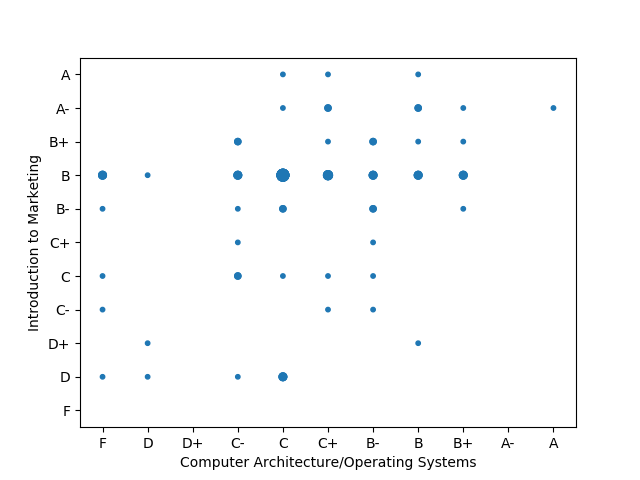 Introduction to Marketing
A
A-
B+
B
B-
C+
C
C-
D+
D
F
F D D+ C- C C+ B- B B+ A- A
Computer Architecture/Operating Systems